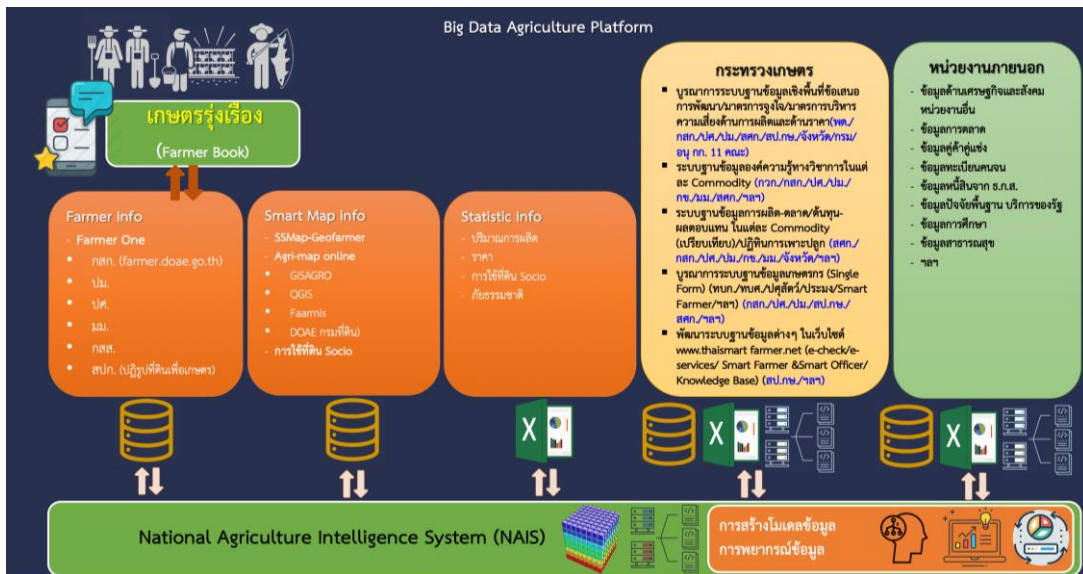 Big Data Agriculture Platform
เกษตรรุ่งเรือง
(Farmer Book)
Farmer Info
- Farmer One
• กสก. (farmer.doae.go.th)
• ปม.
• ปศ.
• มม.
• กสส.
• สปก. (ปฏิรูปที่ดินเพื่อเกษตร)
Smart Map info
- SSMap-Geofarmer
- Agri-map online
• GiSAGRO
• QGIS
• Faarmis
• DOAE กรมที่ดิน)
- การใช้ที่ดิน Socio
Statistic Info
- ปริมาณการผลิต
- ราคา
- การใช้ที่ดิน Socio
- ภัยธรรมชาติ
กระทรวงเกษตร
▪ บูรณาการระบบฐานข้อมูลเชิงพื้นที่ข้อเสนอ
การพัฒนา/มาตรการจูงใจ/มาตรการบริหาร
ความเสี่ยงด้านการผลิตและด้านราคา(พด./
กสก./ปศ./ปม./สศก./สป.กษ./จังหวัด/กรม/
อนุ กก. 11 คณะ)
▪ ระบบฐานข้อมูลองค์ความรู้ทางวิชาการในแต่
ละ Commodity (กวก./กสก./ปศ./ปม./
กข./มม./สศก./ฯลฯ)
▪ ระบบฐานข้อมูลการผลิต-ตลาด/ต้นทุน-
ผลตอบแทน ในแต่ละ Commodity
(เปรียบเทียบ)/ปฏิทินการเพาะปลูก (สศก./
กสก./ปศ./ปม./กข./มม./จังหวัด/ฯลฯ)
▪ บูรณาการระบบฐานข้อมูลเกษตรกร (Single
Form) (ทบก./ทบศ./ปศุสัตว์/ประมง/Smart
Farmer/ฯลฯ) (กสก./ปศ./ปม./สป.กษ./
สศก./ฯลฯ)
▪ พัฒนาระบบฐานข้อมูลต่างๆ ในเว็บไซต์
www.thaismart farmer.net (e-check/e-
services/ Smart Farmer &Smart Officer/
Knowledge Base) (สป.กษ./ฯลฯ)
หน่วยงานภายนอก
- ข้อมูลด้านเศรษฐกิจและสังคม
หน่วยงานอื่น
- ข้อมูลการตลาด
- ข้อมูลคู่ค้าคู่แข่ง
- ข้อมูลทะเบียนคนจน
- ข้อมูลหนี้สินจาก ธ.ก.ส.
- ข้อมูลปัจจัยพื้นฐาน บริการของรัฐ
- ข้อมูลการศึกษา
- ข้อมูลสาธารณสุข
- ฯลฯ
X
X
X
National Agriculture Intelligence System (NAIS)
การสร้างโมเดลข้อมูล
การพยากรณ์ข้อมูล